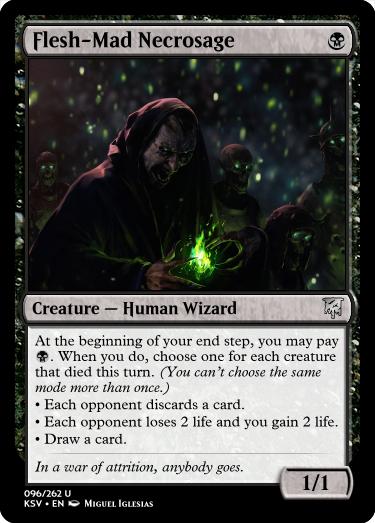 Flesh-Mad Necrosage
Creature — Human Wizard
At the beginning of your end step, you may pay
. When you do, choose one for each creature
that died this turn. (You can't choose the same
mode more than once.)
• Each opponent discards a card.
• Each opponent loses 2 life and you gain 2 life.
• Draw a card.
In a war of attrition, anybody goes.
1/1
096/262 U
KSV • EN Miguel Iglesias